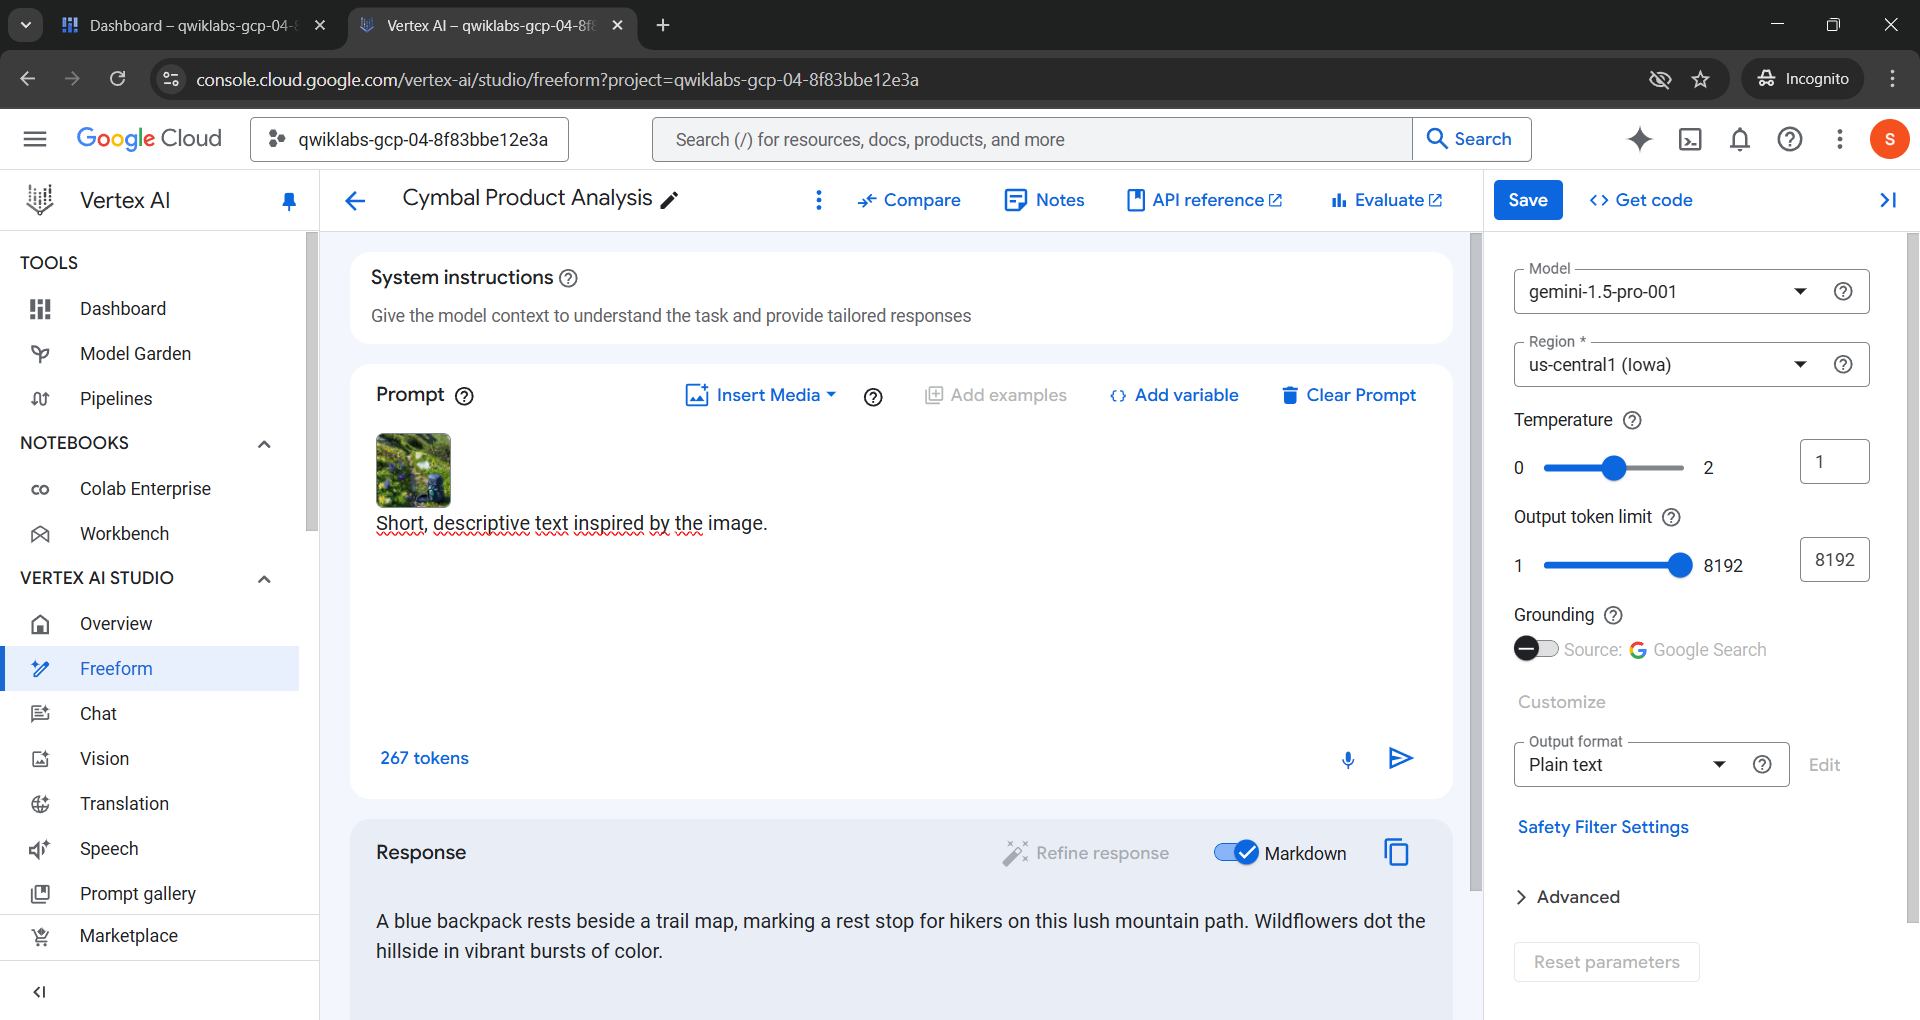 Dashboard – qwiklabs-gcp-04-
Vertex AI – qwiklabs-gcp-04-8f
console.cloud.google.com/vertex-ai/studio/freeform?project=qwiklabs-gcp-04-8f83bbe12e3a
Incognito
Google Cloud
qwiklabs-gcp-04-8f83bbe12e3a
Search (/) for resources, docs, products, and more
Search
S
Vertex AI
Cymbal Product Analysis
Compare
Notes
API reference
Evaluate
Save
Get code
TOOLS
Dashboard
Model Garden
Pipelines
NOTEBOOKS
Colab Enterprise
Workbench
VERTEX AI STUDIO
Overview
Freeform
Chat
Vision
Translation
Speech
Prompt gallery
Marketplace
System instructions
Give the model context to understand the task and provide tailored responses
Prompt
Insert Media
Add examples
Add variable
Clear Prompt
Short, descriptive text inspired by the image.
267 tokens
Response
Refine response
Markdown
A blue backpack rests beside a trail map, marking a rest stop for hikers on this lush mountain path. Wildflowers dot the
hillside in vibrant bursts of color.
Model
gemini-1.5-pro-001
Region *
us-central1 (Iowa)
Temperature
0
2
1
Output token limit
1
8192
8192
Grounding
Source: Google Search
Customize
Output format
Plain text
Edit
Safety Filter Settings
Advanced
Reset parameters